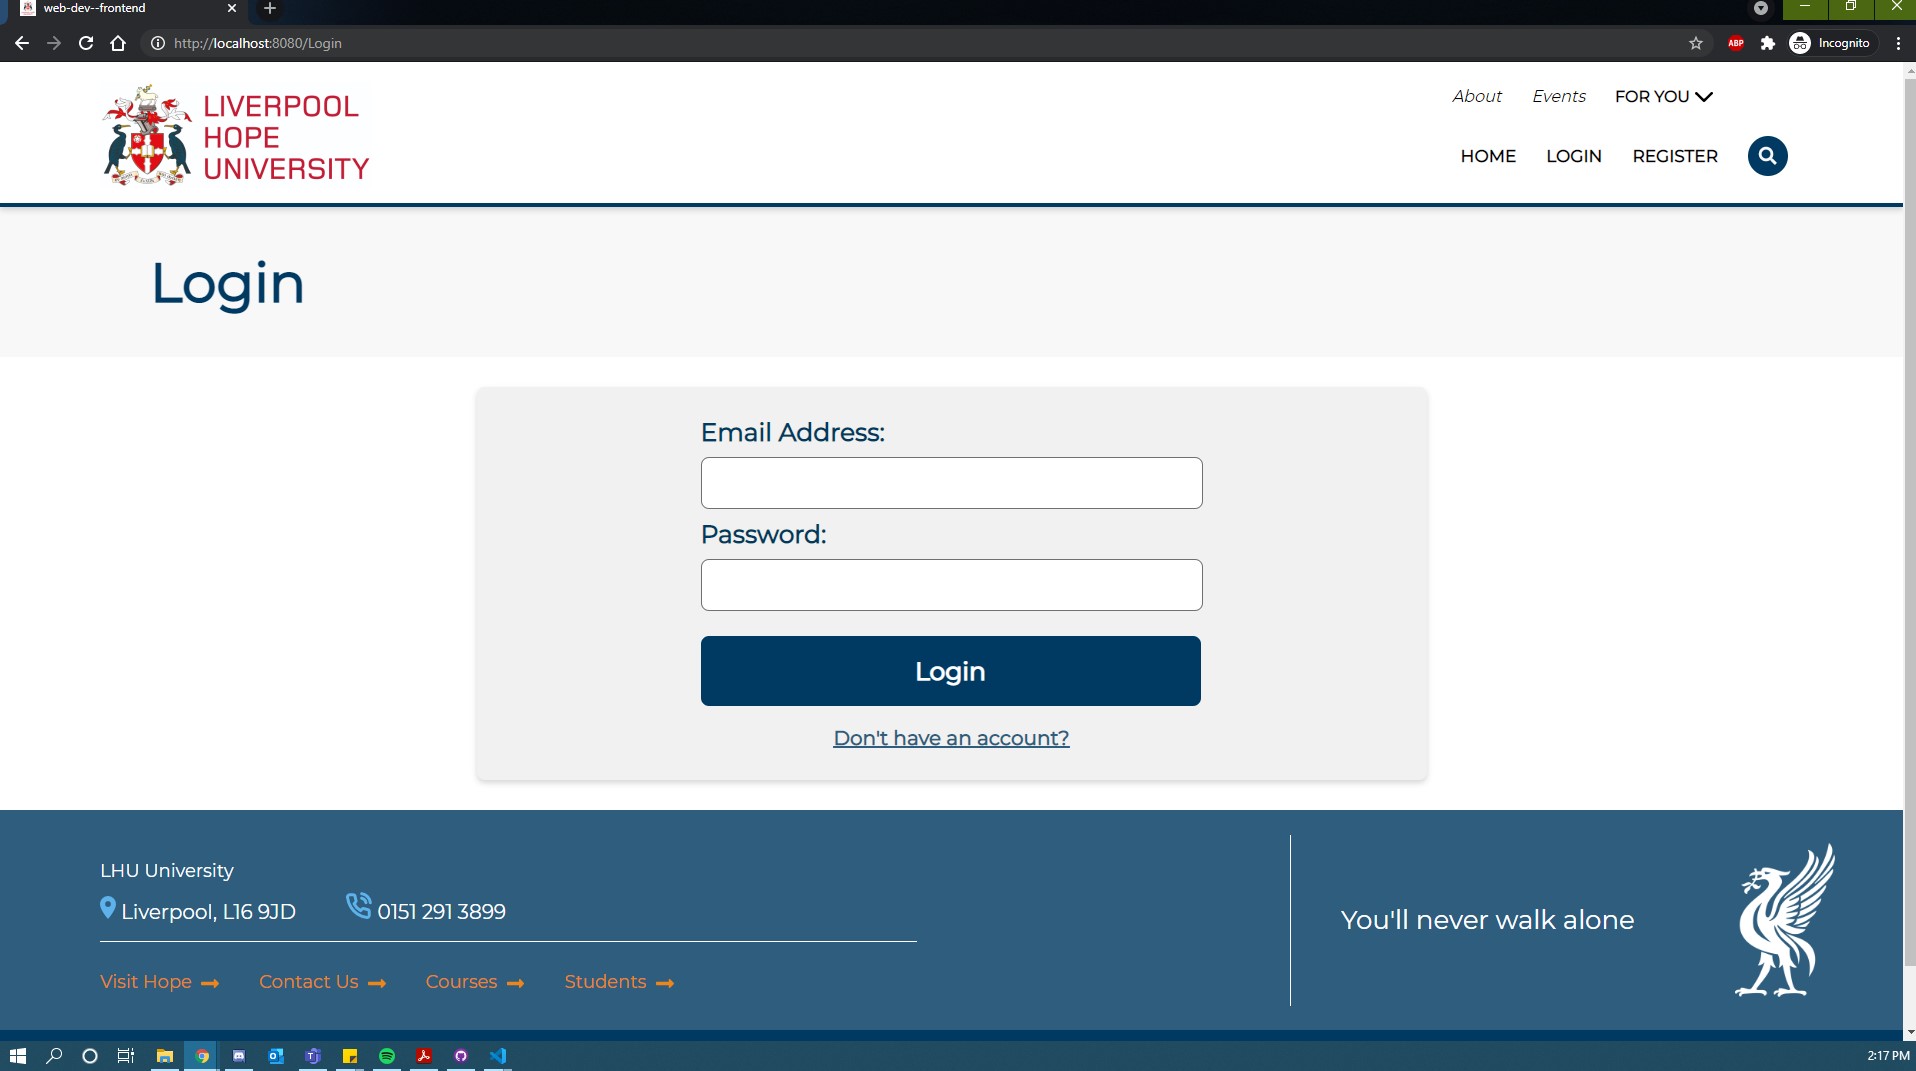 web-dev--frontend
http://localhost:8080/Login
ABP
Incognito
LIVERPOOL
HOPE
UNIVERSITY
About Events FOR YOU
HOME LOGIN REGISTER
Login
Email Address:
Password:
Login
Don't have an account?
LHU University
Liverpool, L16 9JD 0151 291 3899
Visit Hope Contact Us Courses Students
You'll never walk alone
2:17 PM